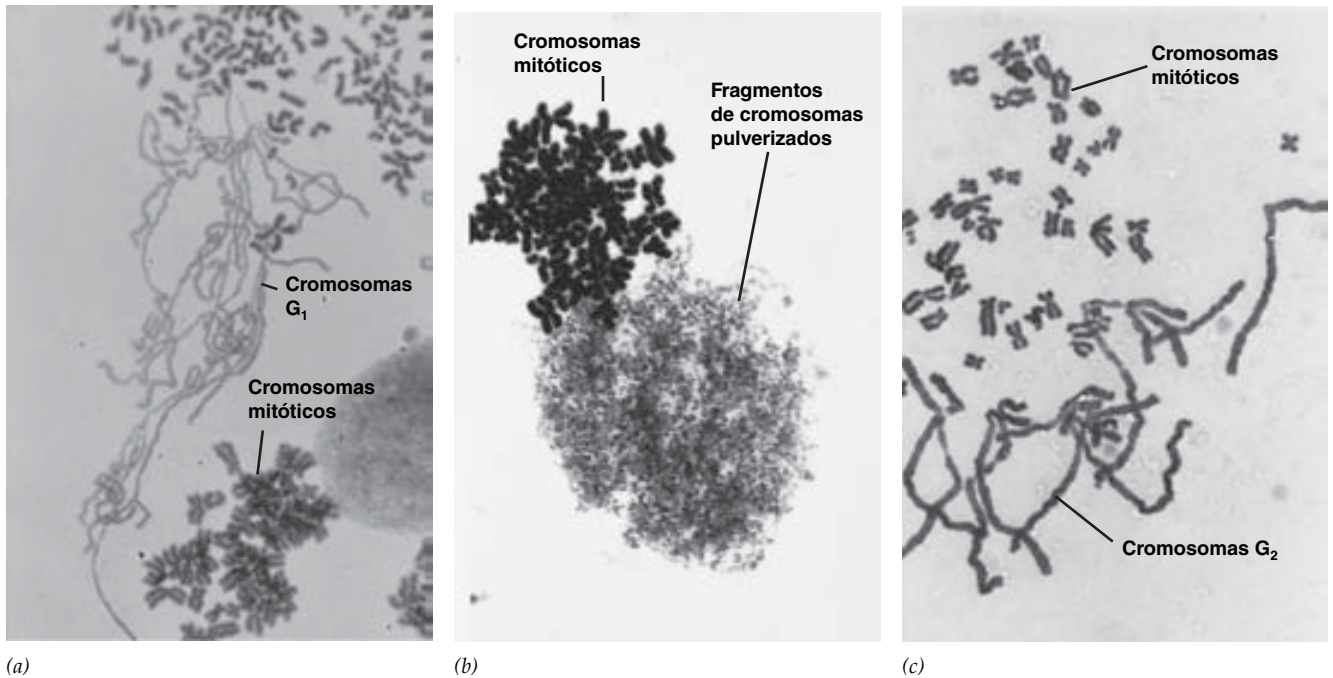 Cromosomas
G₁
Cromosomas
mitóticos
(a)
Cromosomas
mitóticos
Fragmentos
de cromosomas
pulverizados
(b)
Cromosomas
mitóticos
Cromosomas G₂
(c)